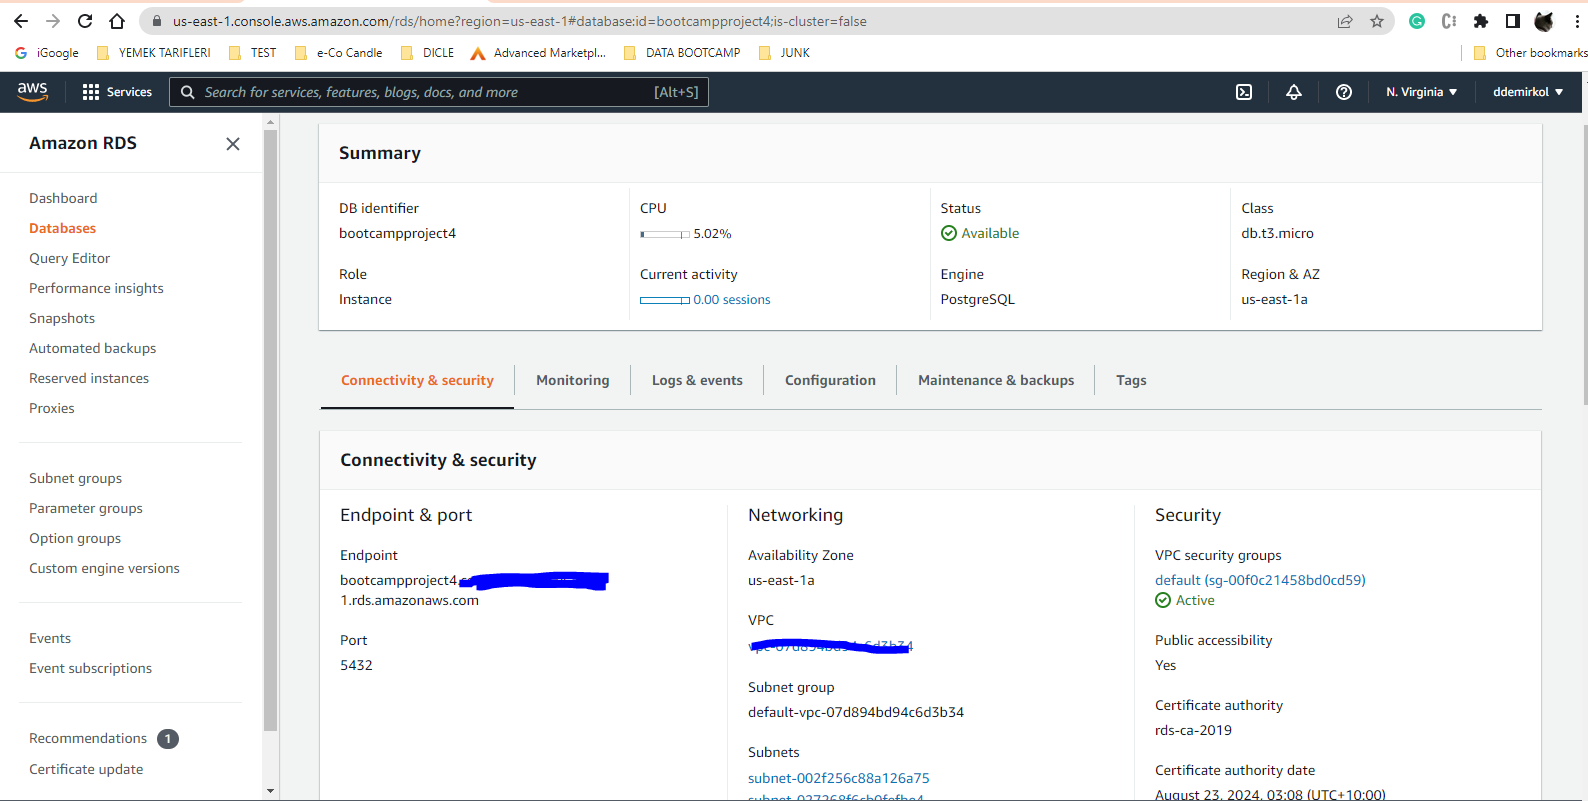 us-east-1.console.aws.amazon.com/rds/home?region=us-east-1#database:id=bootcampproject4;is-cluster=false
iGoogle YEMEK TARIFLERI TEST e-Co Candle DICLE Advanced Marketpl... DATA BOOTCAMP JUNK Other bookmarks
aws Services Search for services, features, blogs, docs, and more [Alt+S] N. Virginia ddemirkol
Amazon RDS
Dashboard
Databases
Query Editor
Performance insights
Snapshots
Automated backups
Reserved instances
Proxies
Subnet groups
Parameter groups
Option groups
Custom engine versions
Events
Event subscriptions
Recommendations 1
Certificate update
Summary
DB identifier
bootcampproject4
Role
Instance
CPU
5.02%
Current activity
0.00 sessions
Status
Available
Engine
PostgreSQL
Class
db.t3.micro
Region & AZ
us-east-1a
Connectivity & security Monitoring Logs & events Configuration Maintenance & backups Tags
Connectivity & security
Endpoint & port
Endpoint
bootcampproject4.
1.rds.amazonaws.com
Port
5432
Networking
Availability Zone
us-east-1a
VPC
Subnet group
default-vpc-07d894bd94c6d3b34
Subnets
subnet-002f256c88a126a75
Security
VPC security groups
default (sg-00f0c21458bd0cd59)
Active
Public accessibility
Yes
Certificate authority
rds-ca-2019
Certificate authority date
August 23, 2024, 03:08 (UTC+10:00)